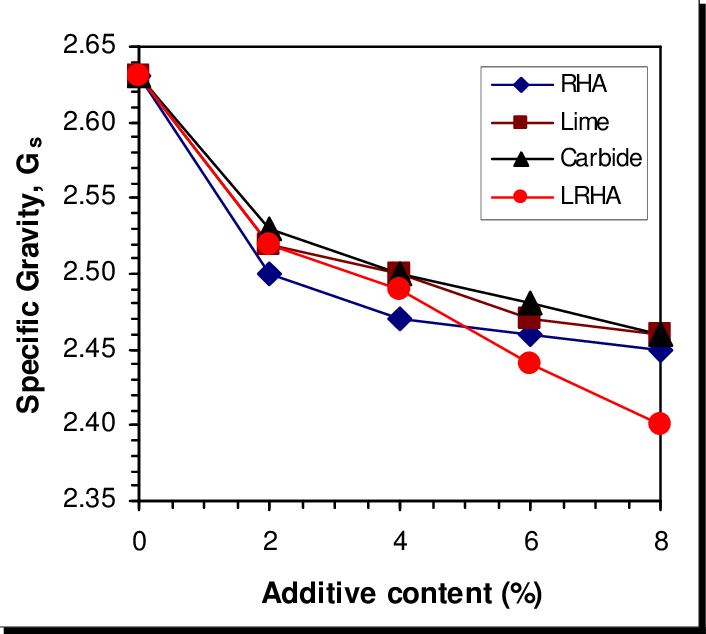 2.65
2.60
2.55
2.50
2.45
2.40
2.35
Specific Gravity, Gs
RHA
Lime
Carbide
LRHA
0 2 4 6 8
Additive content (%)